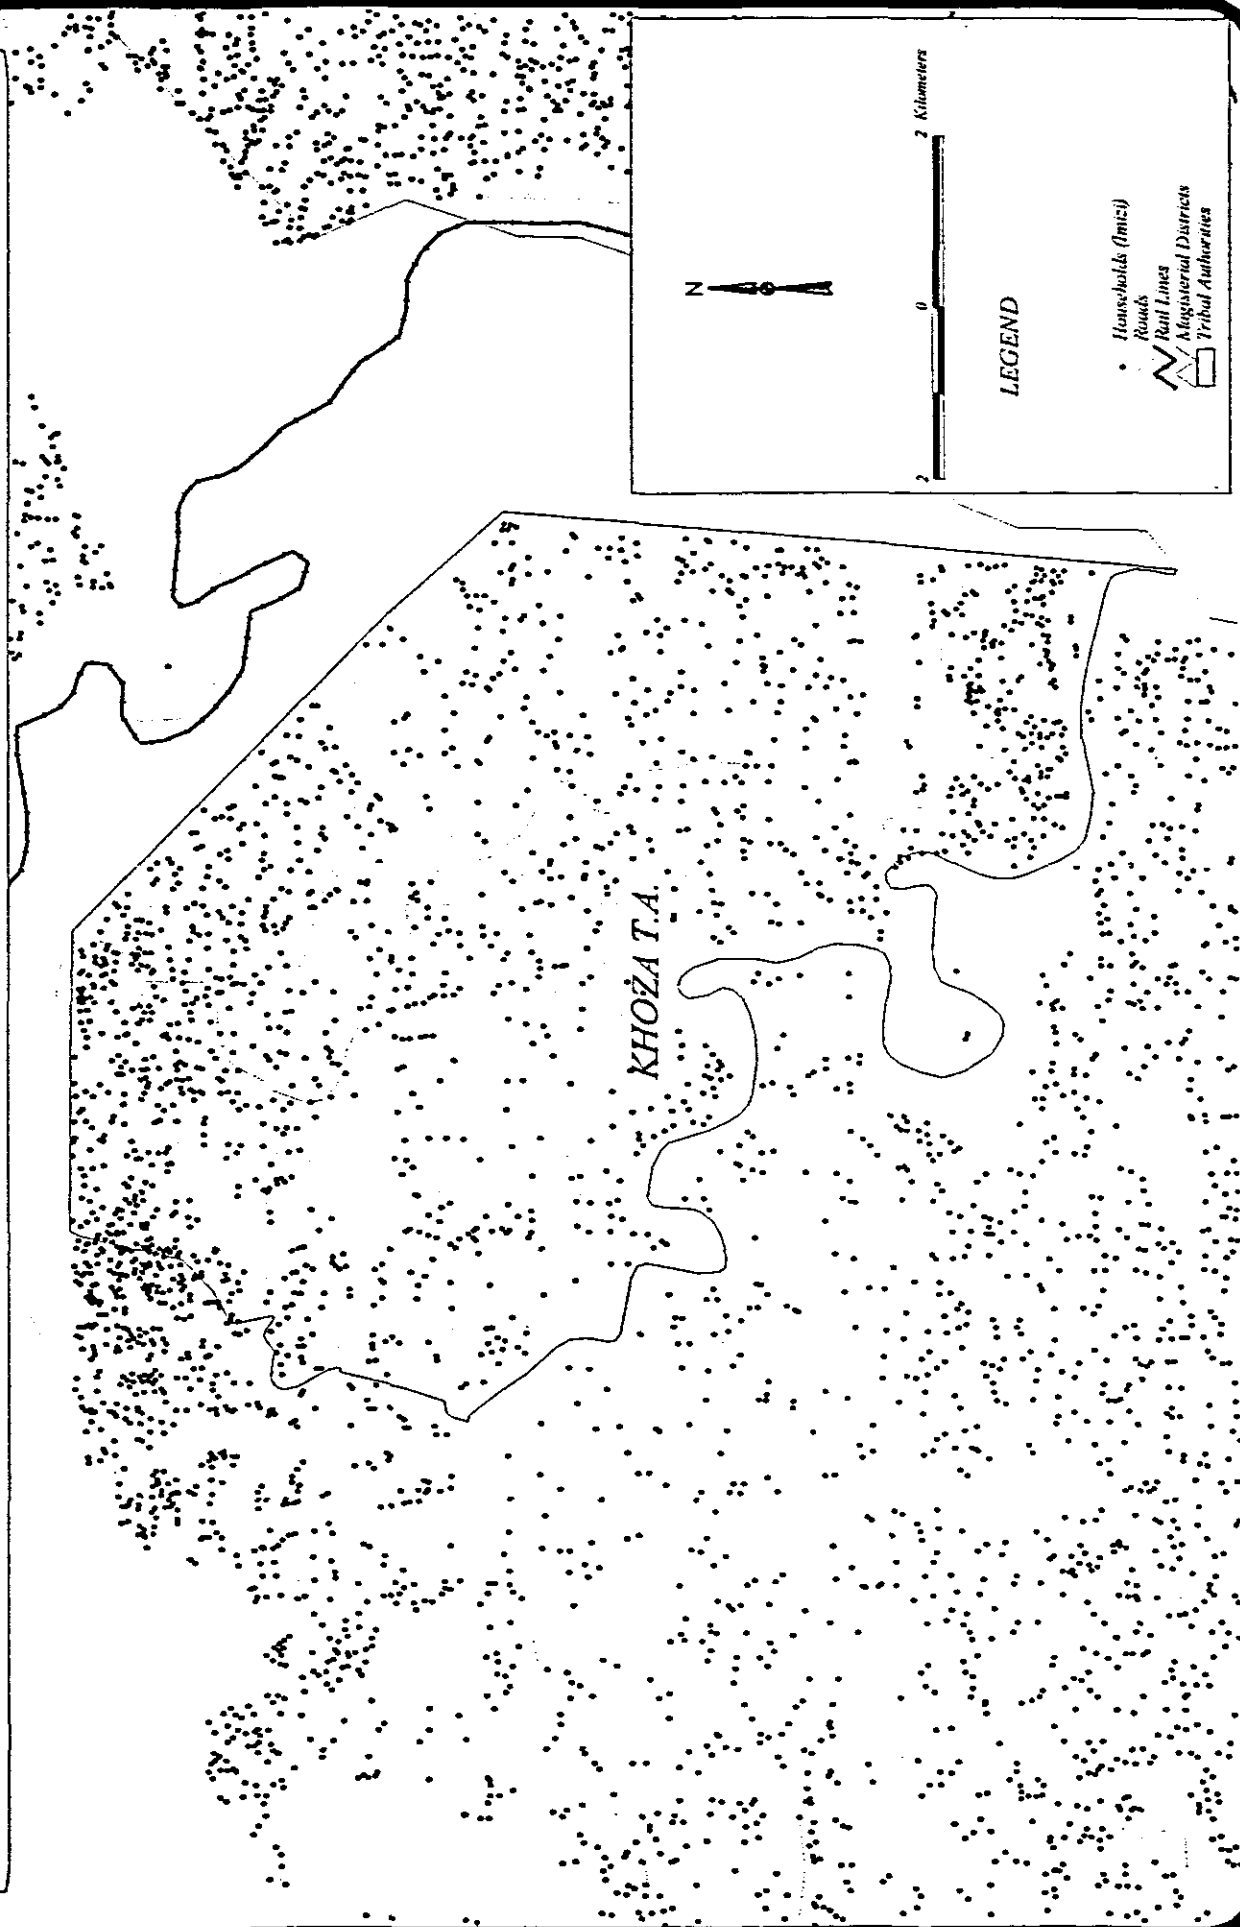 KHOZA T.A.
N
2 0 2 Kilometers
LEGEND
Households (Imizi)
Roads
Rail Lines
Magisterial Districts
Tribal Authorities